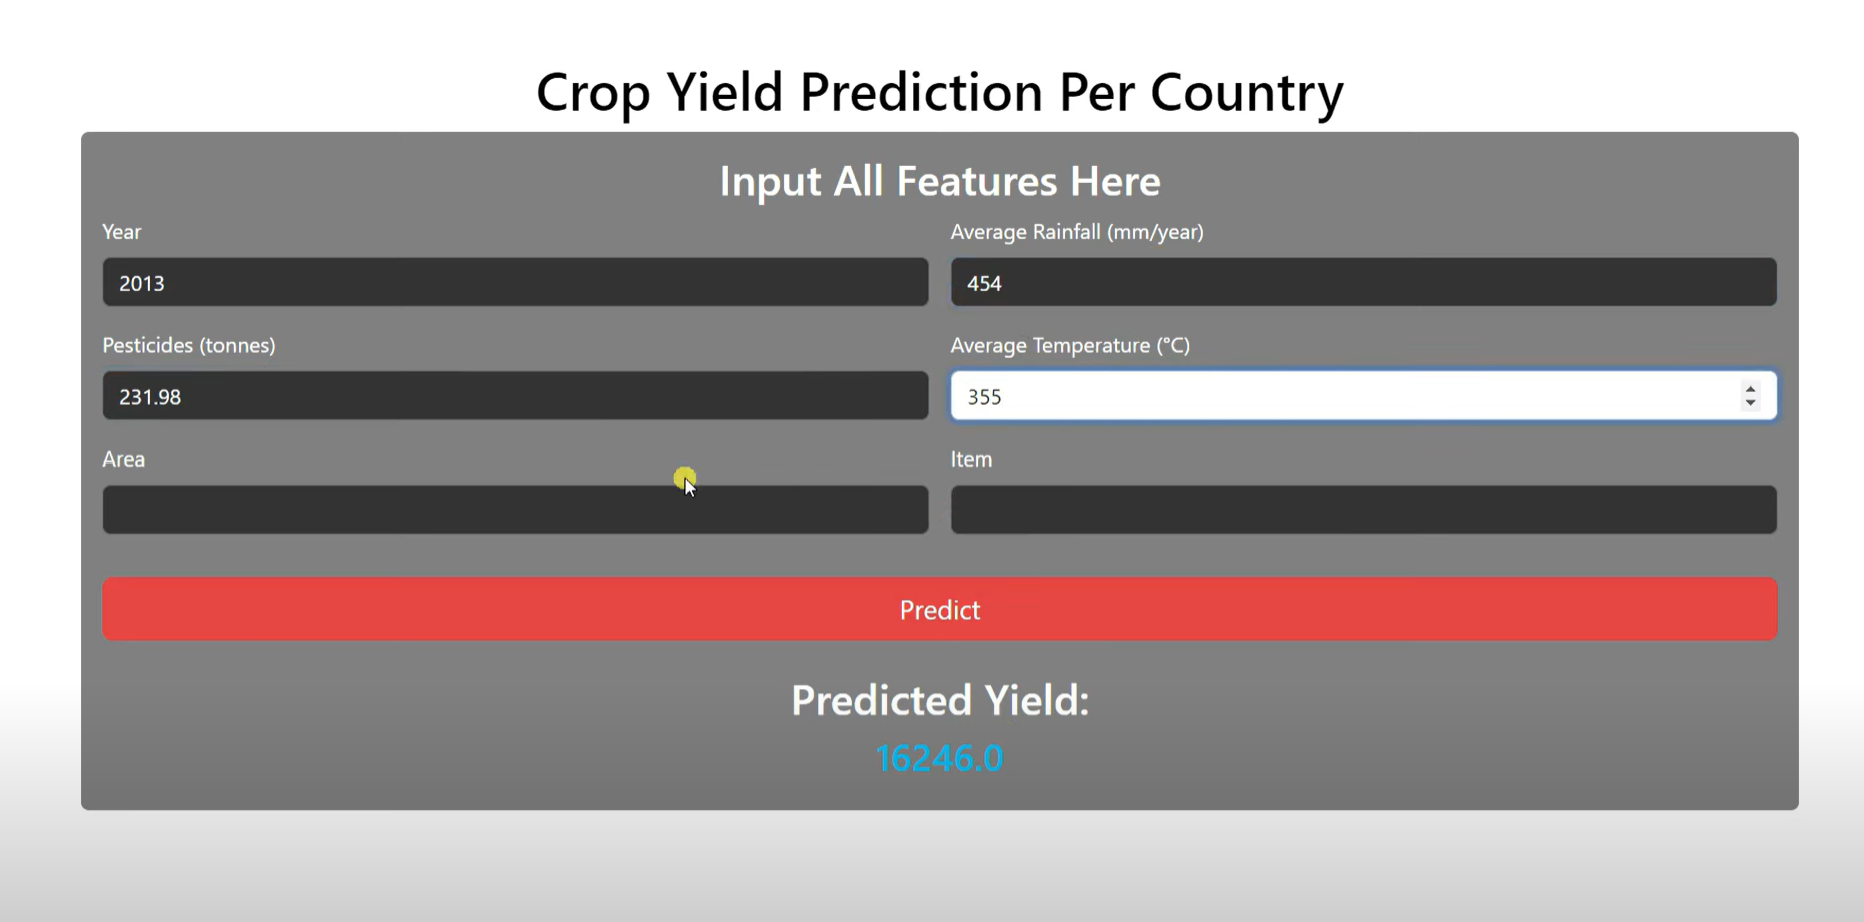 Crop Yield Prediction Per Country
Input All Features Here
Year
Average Rainfall (mm/year)
2013
454
Pesticides (tonnes)
Average Temperature (°C)
231.98
355
Area
Item
Predict
Predicted Yield:
16246.0